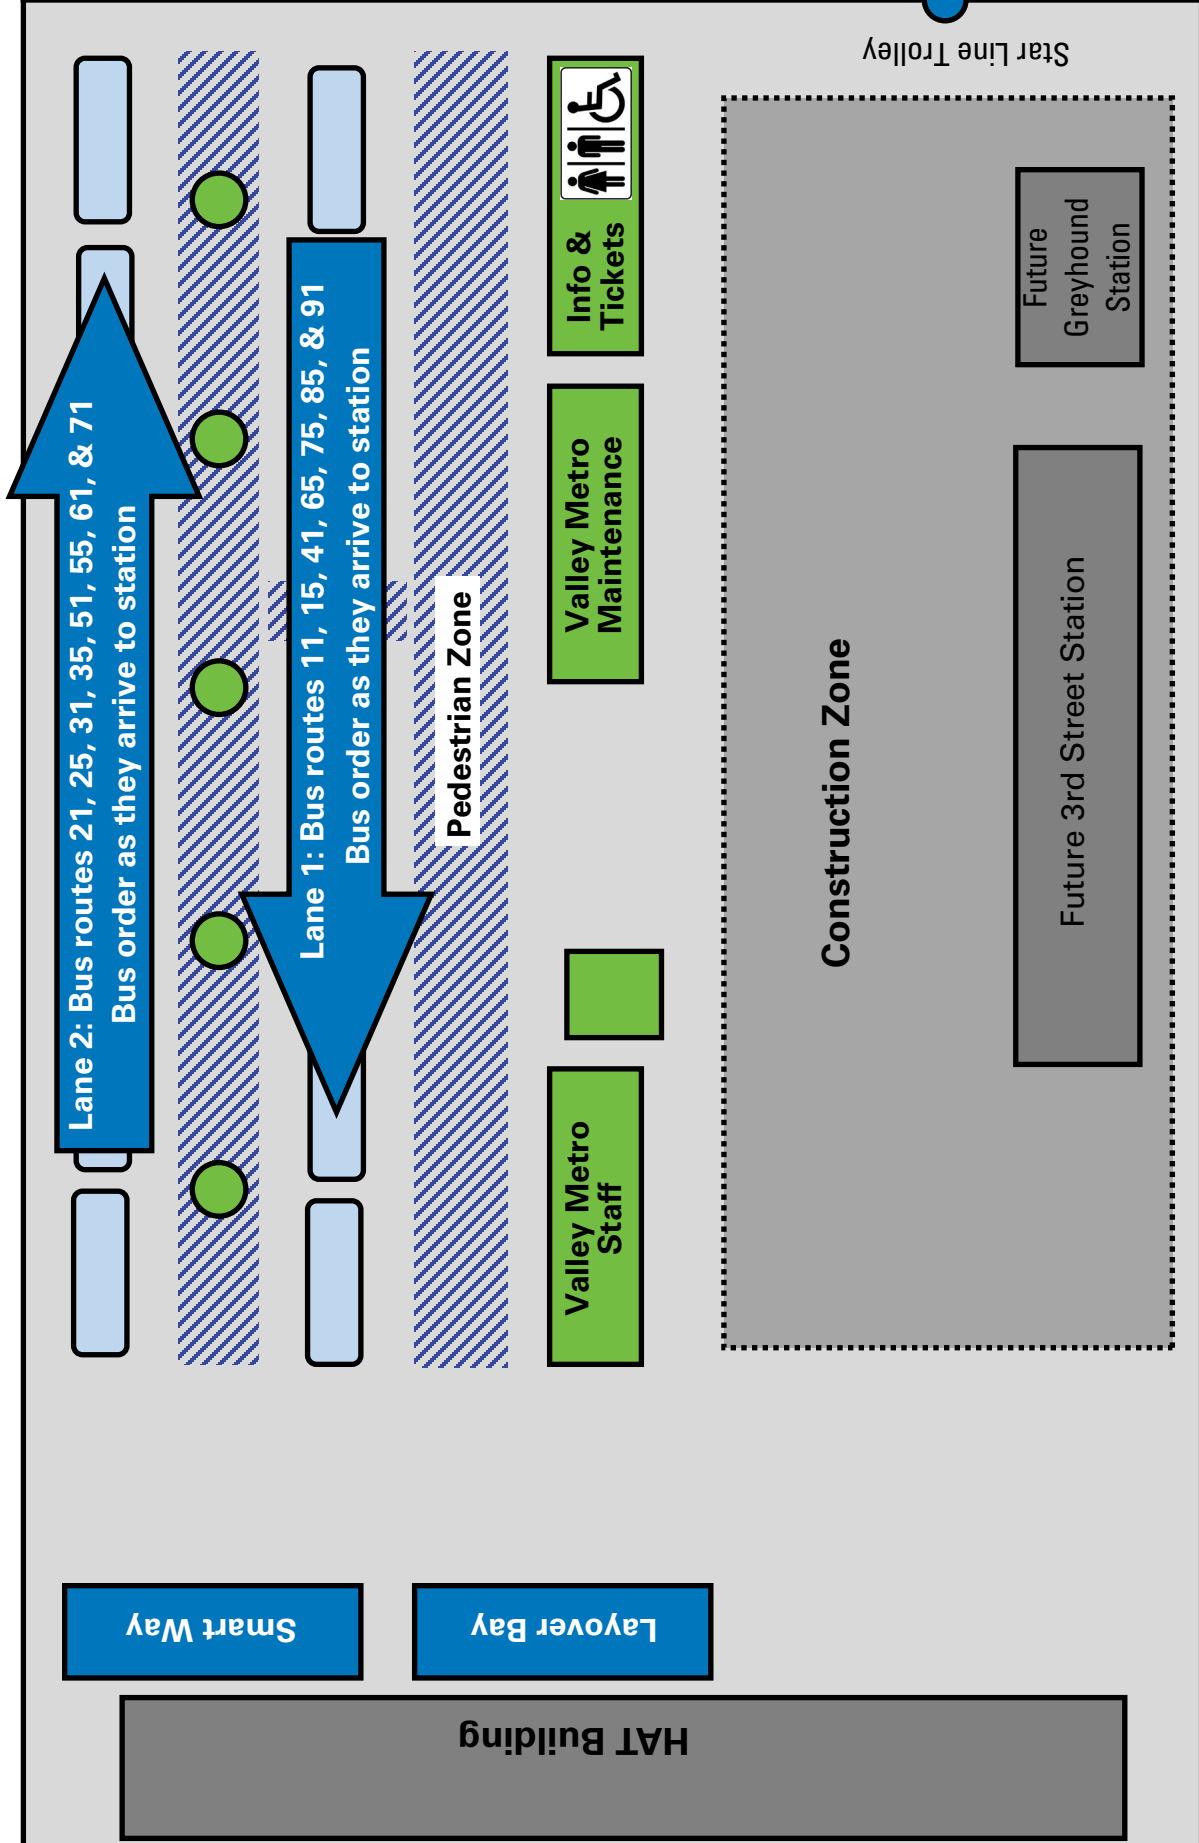 Lane 2: Bus routes 21, 25, 31, 35, 51, 55, 61, & 71
Bus order as they arrive to station
Lane 1: Bus routes 11, 15, 41, 65, 75, 85, & 91
Bus order as they arrive to station
Pedestrian Zone
Valley Metro
Staff
Valley Metro
Maintenance
Info &
Tickets
Construction Zone
Future 3rd Street Station
Future
Greyhound
Station
Star Line Trolley
Smart Way
Layover Bay
HAT Building